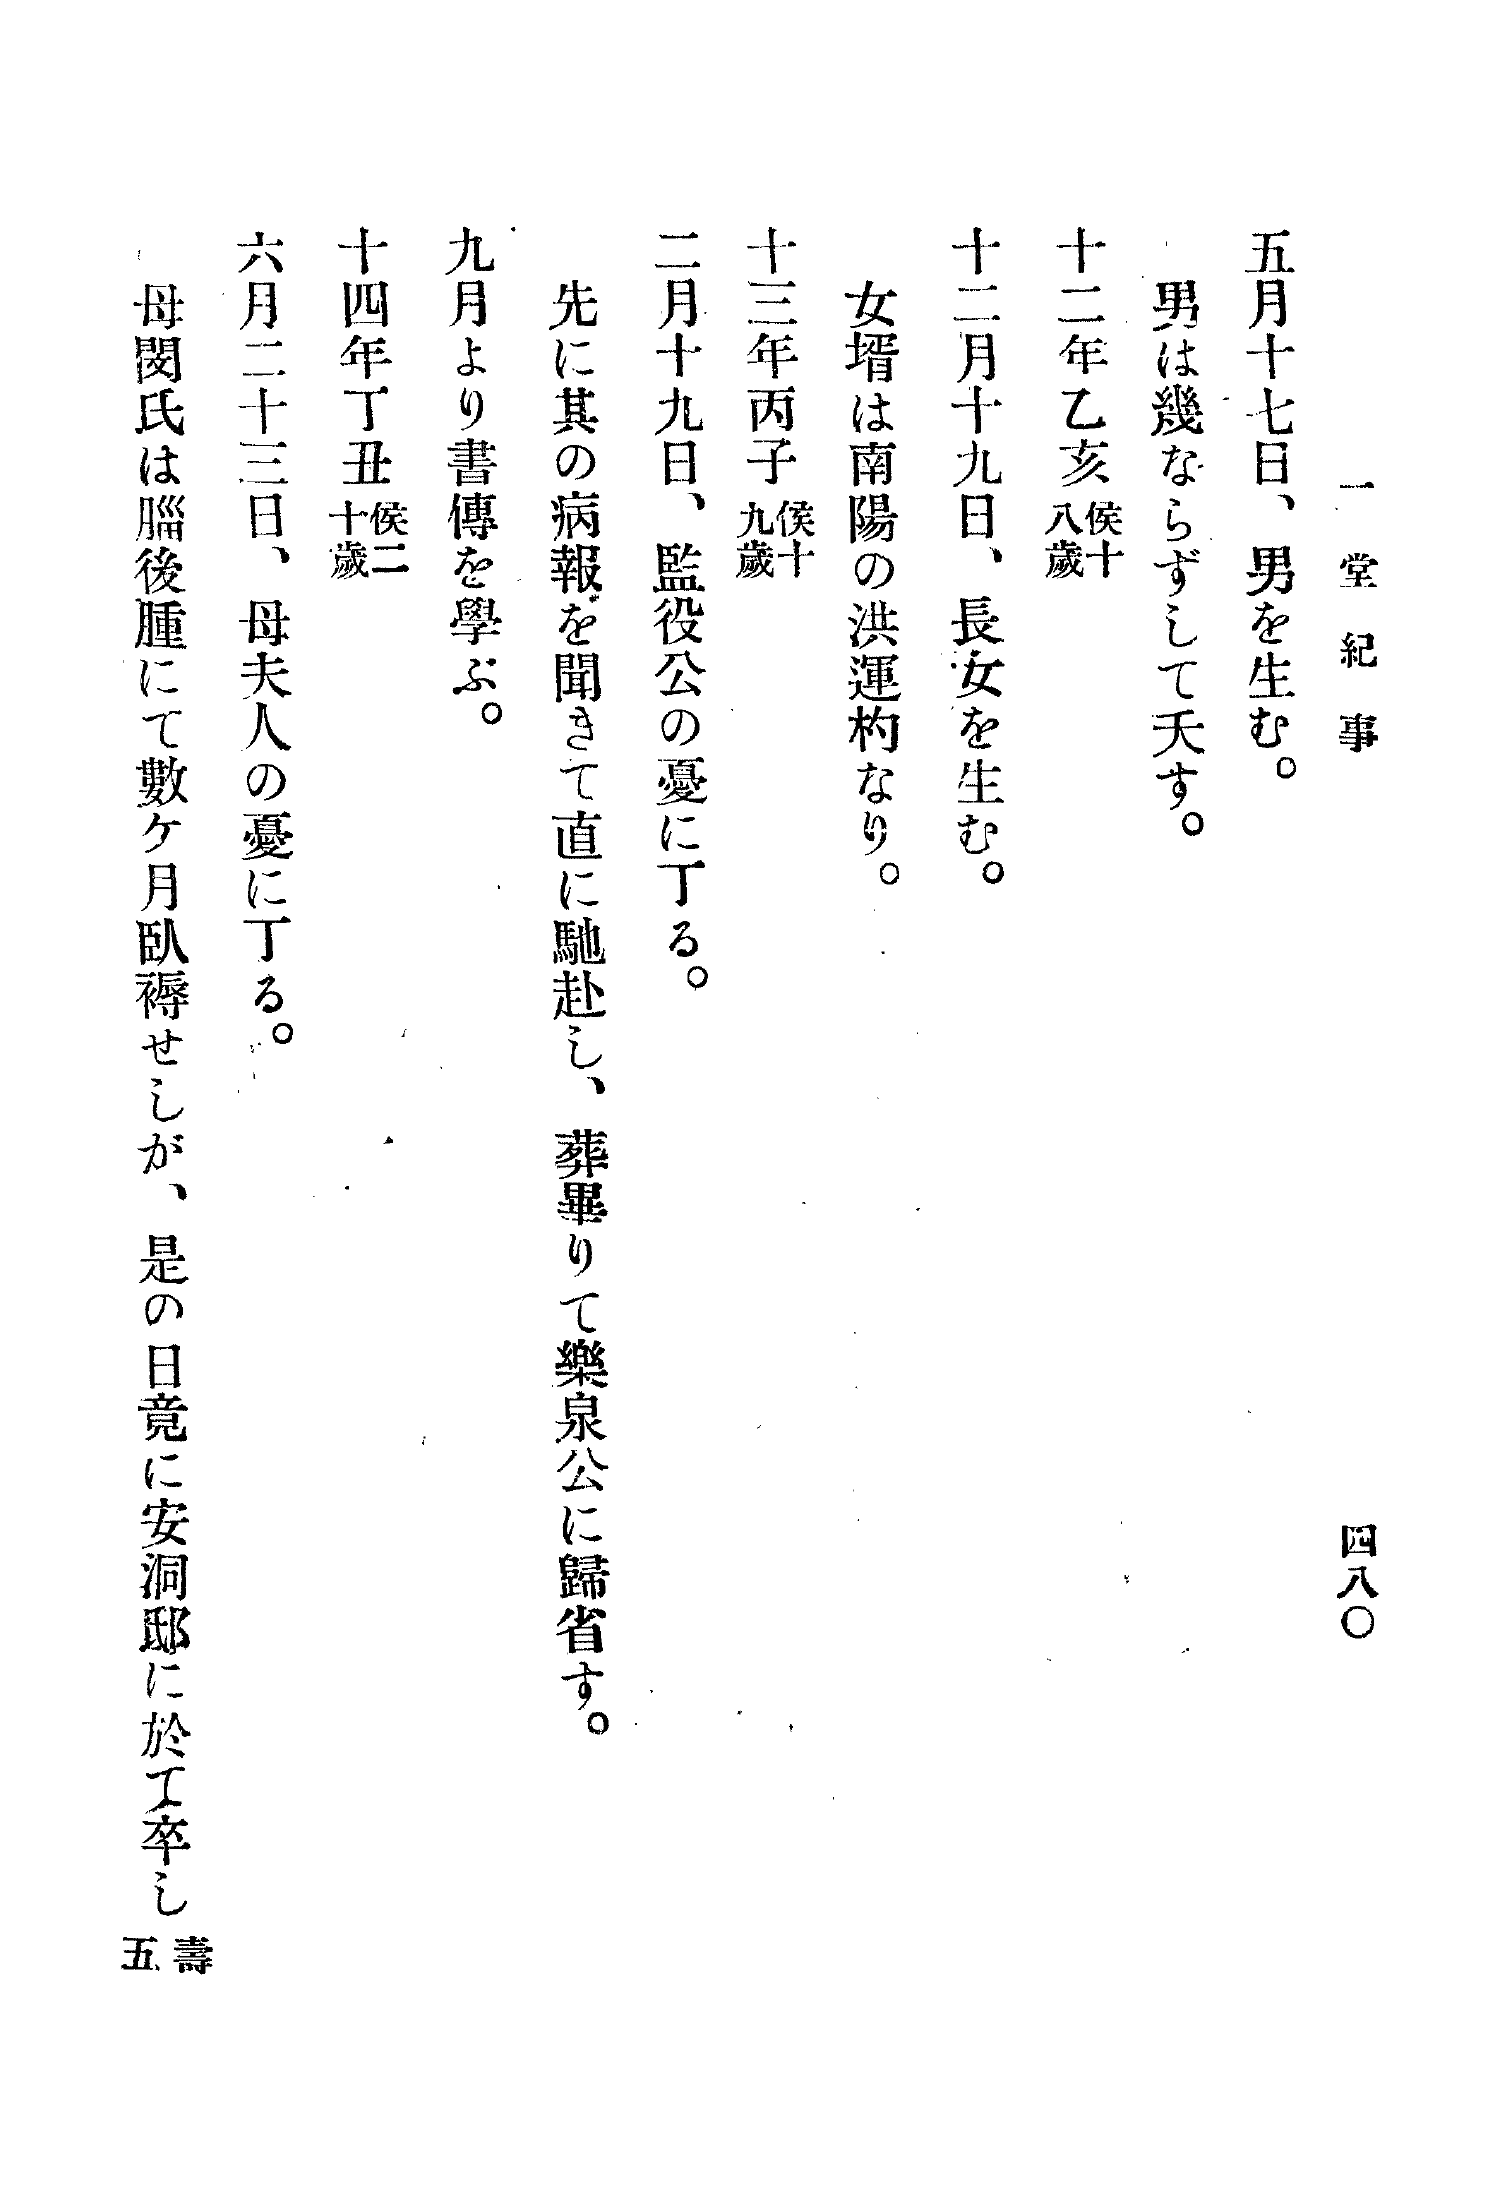 一堂紀事
四八〇
五月十七日、男を生む。
男は幾ならずして夭す。
十二年乙亥侯十八歲
十二月十九日、長女を生む。
女壻は南陽の洪運杓なり。
十三年丙子侯十九歲
二月十九日、監役公の憂に丁る。
先に其の病報を聞きて直に馳赴し、葬畢りて樂泉公に歸省す。
九月より書傳を學ぶ。
十四年丁丑侯二十歲
六月二十三日、母夫人の憂に丁る。
母閔氏は腦後腫にて數ケ月臥褥せしが、是の日竟に安洞邸に於て卒し壽五